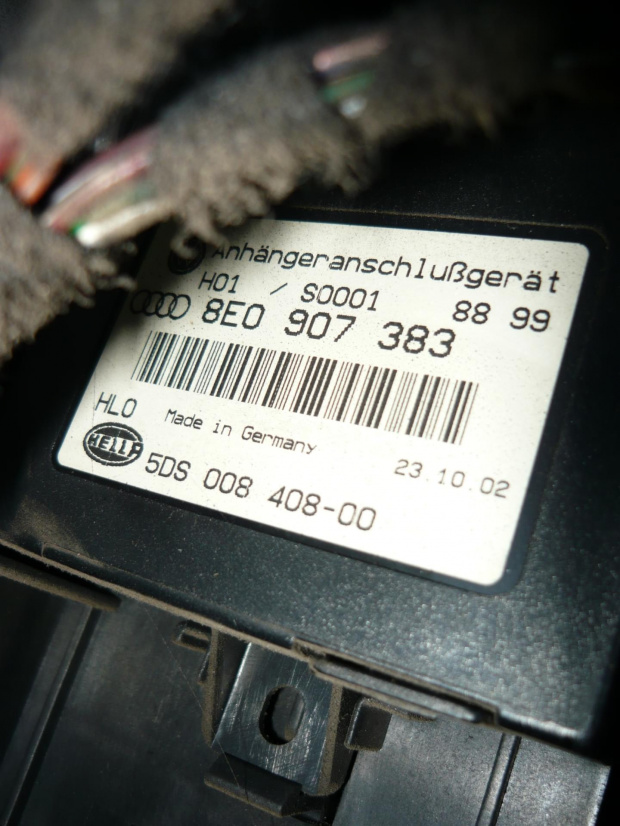 Anhängeranschlußgerät
H01 / S0001 88 99
8E0 907 383
HLO Made in Germany
23.10.02
HELLA
5DS 008 408-00